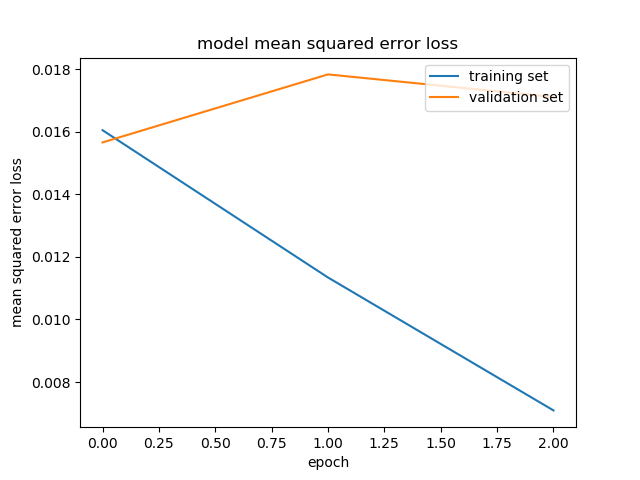 model mean squared error loss
training set
validation set
0.018
0.016
0.014
0.012
0.010
0.008
mean squared error loss
0.00 0.25 0.50 0.75 1.00 1.25 1.50 1.75 2.00
epoch